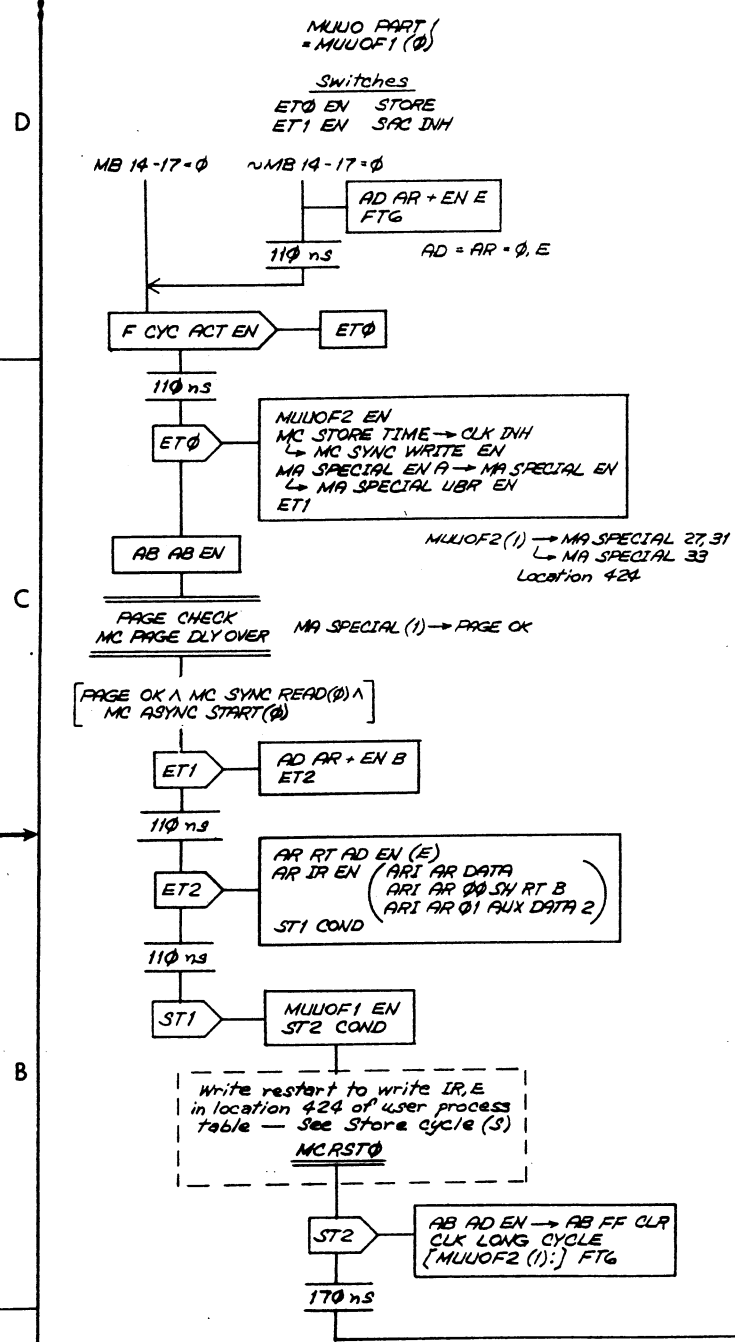 MUUO PART 1
= MUUOF1 (Ø)
Switches
ETØ EN STORE
ET1 EN SAC INH
D
MB 14-17=Ø ~MB 14-17=Ø
AD AR + EN E
FT6
11Ø ns
AD = AR = Ø, E
F CYC ACT EN
ETØ
11Ø ns
ETØ
MUUOF2 EN
MC STORE TIME → CLK INH
↳ MC SYNC WRITE EN
MA SPECIAL EN A → MA SPECIAL EN
↳ MA SPECIAL UBR EN
ET1
AB AB EN
MUUOF2(1) → MA SPECIAL 27, 31
↳ MA SPECIAL 33
Location 424
C
PAGE CHECK
MC PAGE DLY OVER
MA SPECIAL (1) → PAGE OK
[PAGE OK ∧ MC SYNC READ(Ø) ∧
MC ASYNC START(Ø)]
ET1
AD AR + EN B
ET2
11Ø ns
ET2
AR RT AD EN (E)
AR IR EN (ARI AR DATA
ARI AR ØØ SH RT B
ARI AR Ø1 AUX DATA 2)
ST1 COND
11Ø ns
ST1
MUUOF1 EN
ST2 COND
B
Write restart to write IR, E
in location 424 of user process
table — See Store cycle (S)
MCRSTØ
ST2
AB AD EN → AB FF CLR
CLK LONG CYCLE
[MUUOF2 (1):] FT6
17Ø ns